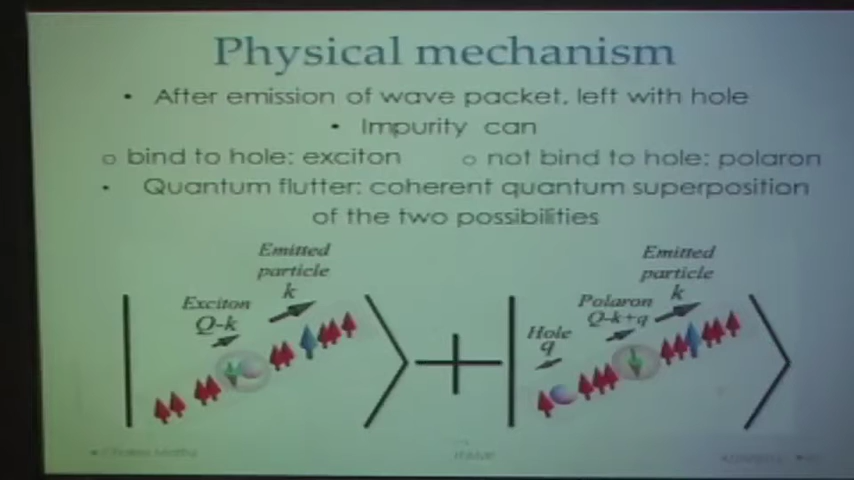 Physical mechanism
• After emission of wave packet, left with hole
• Impurity can
o bind to hole: exciton o not bind to hole: polaron
• Quantum flutter: coherent quantum superposition
of the two possibilities
Emitted
particle
k
Exciton
Q-k
Emitted
particle
k
Polaron
Q-k+q
Hole
q